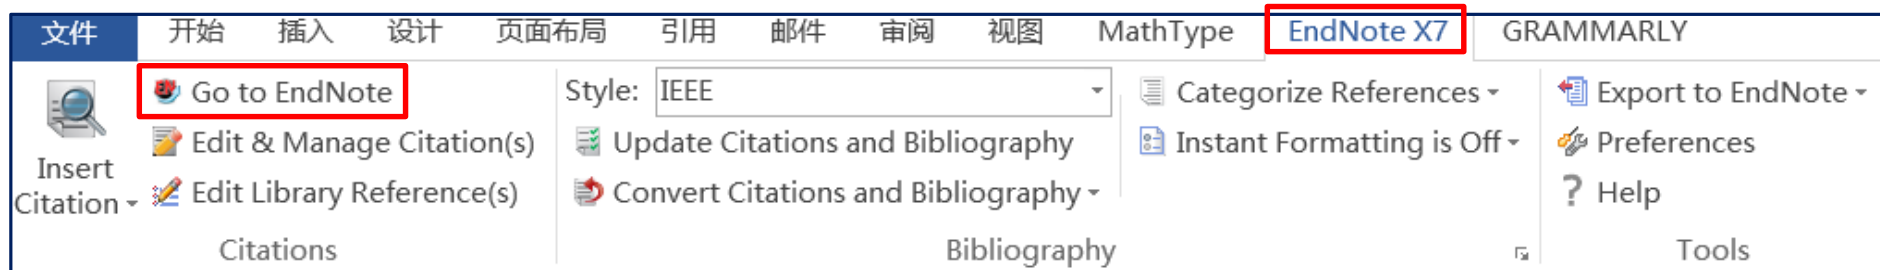 文件 开始 插入 设计 页面布局 引用 邮件 审阅 视图 MathType EndNote X7 GRAMMARLY
Insert Citation
Go to EndNote
Edit & Manage Citation(s)
Edit Library Reference(s)
Citations
Style: IEEE
Update Citations and Bibliography
Convert Citations and Bibliography
Categorize References
Instant Formatting is Off
Bibliography
Export to EndNote
Preferences
? Help
Tools